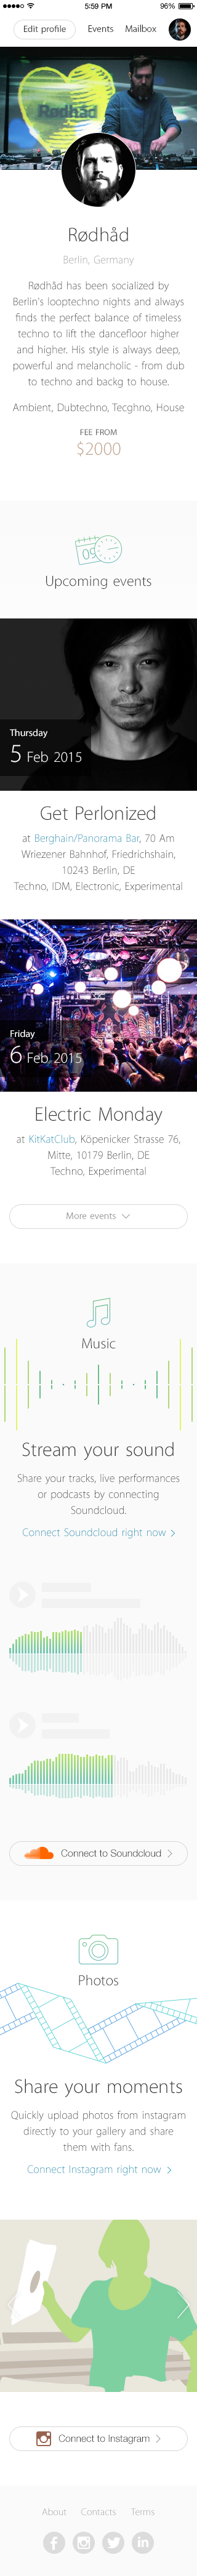 5:59 PM
96%
Edit profile
Events
Mailbox
Rødhåd
Rødhåd
Berlin, Germany
Rødhåd has been socialized by
Berlin's looptechno nights and always
finds the perfect balance of timeless
techno to lift the dancefloor higher
and higher. His style is always deep,
powerful and melancholic - from dub
to techno and backg to house.
Ambient, Dubtechno, Tecghno, House
FEE FROM
$2000
09
Upcoming events
Thursday
5 Feb 2015
Get Perlonized
at Berghain/Panorama Bar, 70 Am
Wriezener Bahnhof, Friedrichshain,
10243 Berlin, DE
Techno, IDM, Electronic, Experimental
Friday
6 Feb 2015
Electric Monday
at KitKatClub, Köpenicker Strasse 76,
Mitte, 10179 Berlin, DE
Techno, Experimental
More events
Music
Stream your sound
Share your tracks, live performances
or podcasts by connecting
Soundcloud.
Connect Soundcloud right now >
Connect to Soundcloud >
Photos
Share your moments
Quickly upload photos from instagram
directly to your gallery and share
them with fans.
Connect Instagram right now >
Connect to Instagram >
About
Contacts
Terms